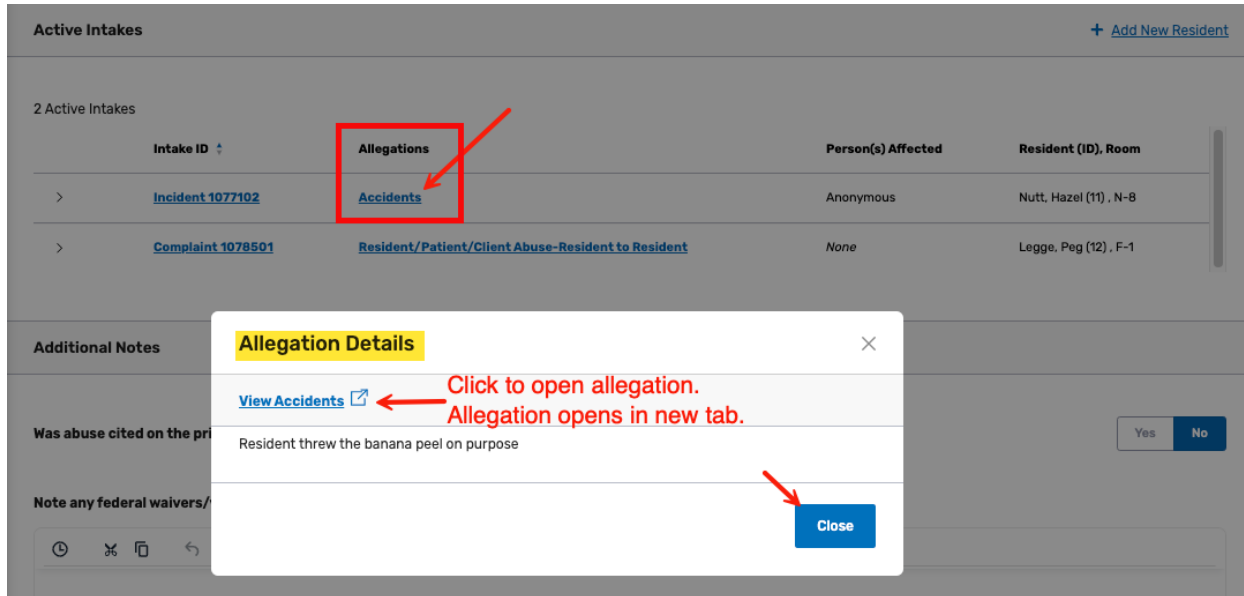 Active Intakes
+ Add New Resident
2 Active Intakes
Intake ID Allegations Person(s) Affected Resident (ID), Room
Incident 1077102 Accidents Anonymous Nutt, Hazel (11) , N-8
Complaint 1078501 Resident/Patient/Client Abuse-Resident to Resident None Legge, Peg (12) , F-1
Additional Notes
Allegation Details
View Accidents
Click to open allegation.
Allegation opens in new tab.
Resident threw the banana peel on purpose
Close
Was abuse cited on the pri
Yes No
Note any federal waivers/